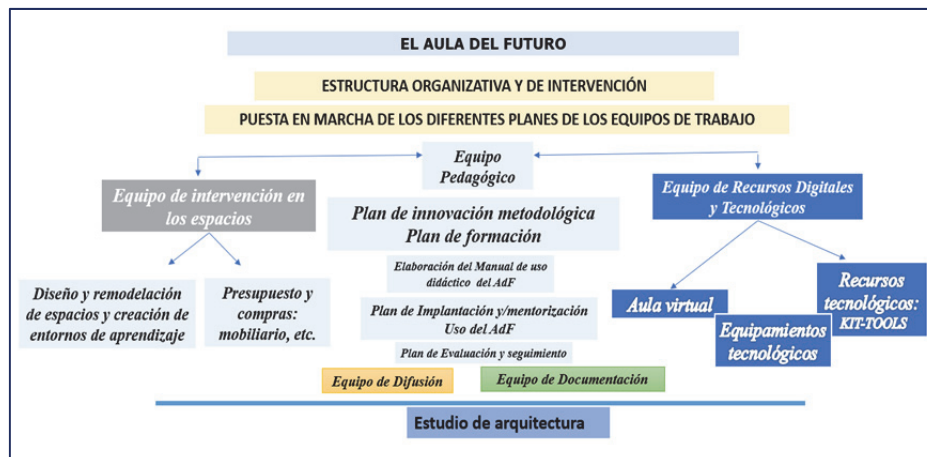 EL AULA DEL FUTURO
ESTRUCTURA ORGANIZATIVA Y DE INTERVENCIÓN
PUESTA EN MARCHA DE LOS DIFERENTES PLANES DE LOS EQUIPOS DE TRABAJO
Equipo
Pedagógico
Equipo de intervención en
los espacios
Equipo de Recursos Digitales
y Tecnológicos
Plan de innovación metodológica
Plan de formación
Elaboración del Manual de uso
didáctico del AdF
Diseño y remodelación
de espacios y creación de
entornos de aprendizaje
Presupuesto y
compras:
mobiliario, etc.
Plan de Implantación y/mentorización
Uso del AdF
Plan de Evaluación y seguimiento
Aula virtual
Equipamientos
tecnológicos
Recursos
tecnológicos:
KIT-TOOLS
Equipo de Difusión
Equipo de Documentación
Estudio de arquitectura